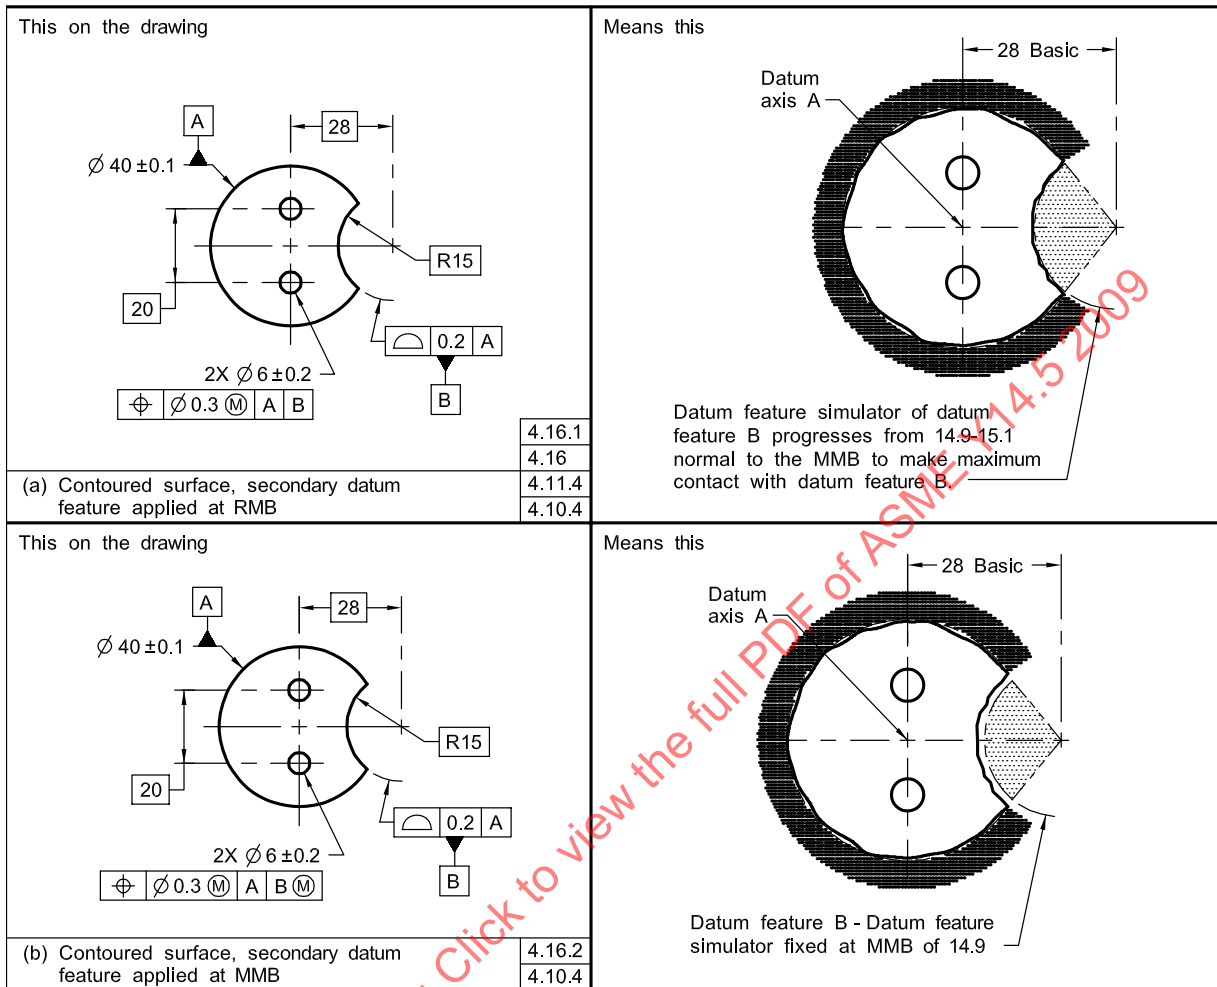 This on the drawing
A
28
Ø 40 ±0.1
R15
20
⌓ 0.2 A
2X Ø 6 ±0.2
B
⌖ Ø 0.3 Ⓜ A B
4.16.1
4.16
4.11.4
4.10.4
(a) Contoured surface, secondary datum
feature applied at RMB
Means this
28 Basic
Datum
axis A
Datum feature simulator of datum
feature B progresses from 14.9-15.1
normal to the MMB to make maximum
contact with datum feature B.
This on the drawing
A
28
Ø 40 ±0.1
R15
20
⌓ 0.2 A
2X Ø 6 ±0.2
B
⌖ Ø 0.3 Ⓜ A B Ⓜ
4.16.2
4.10.4
(b) Contoured surface, secondary datum
feature applied at MMB
Means this
28 Basic
Datum
axis A
Datum feature B - Datum feature
simulator fixed at MMB of 14.9
Click to view the full PDF of ASME Y14.5 2009